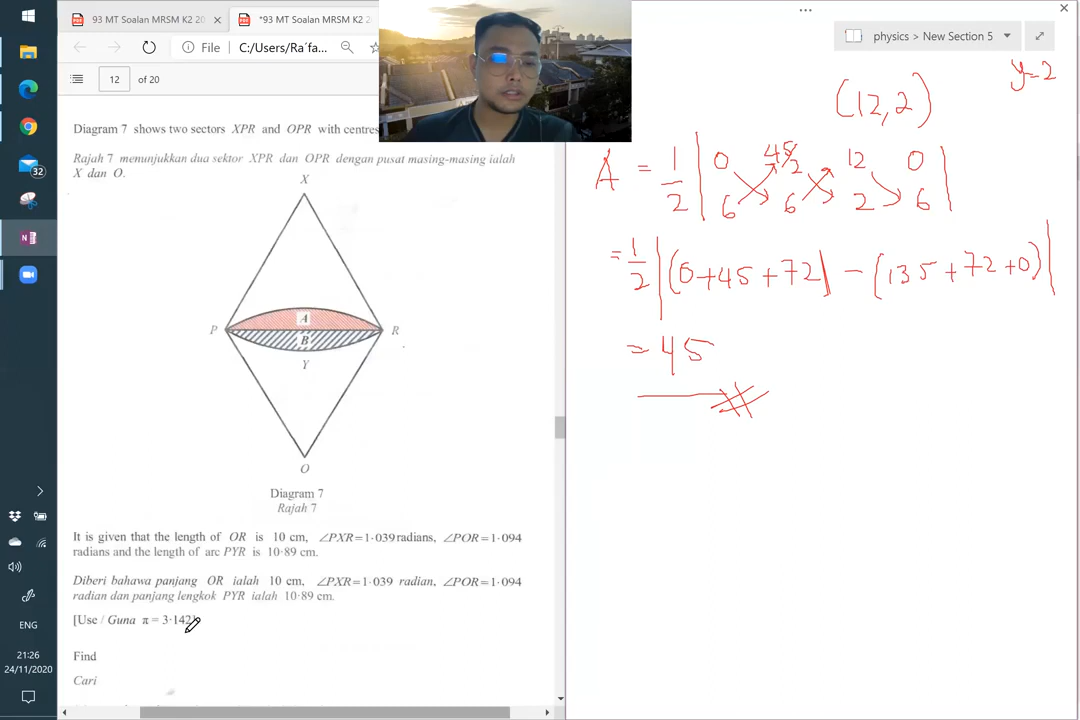 93 MT Soalan MRSM K2 20
*93 MT Soalan MRSM K2 20
File
C:/Users/Ra´fa...
12 of 20
physics > New Section 5
Diagram 7 shows two sectors XPR and OPR with centres
Rajah 7 menunjukkan dua sektor XPR dan OPR dengan pusat masing-masing ialah
X dan O.
X
A
P
R
B
Y
O
Diagram 7
Rajah 7
It is given that the length of OR is 10 cm, ∠PXR=1·039 radians, ∠POR=1·094
radians and the length of arc PYR is 10·89 cm.
Diberi bahawa panjang OR ialah 10 cm, ∠PXR=1·039 radian, ∠POR=1·094
radian dan panjang lengkok PYR ialah 10·89 cm.
[Use / Guna π = 3·142]
Find
Cari
32
ENG
21:26
24/11/2020
y=2
(12,2)
A = 1/2 | 0 45/2 12 0
6 6 2 6 |
= 1/2 |(0+45+72) - (135+72+0)|
= 45